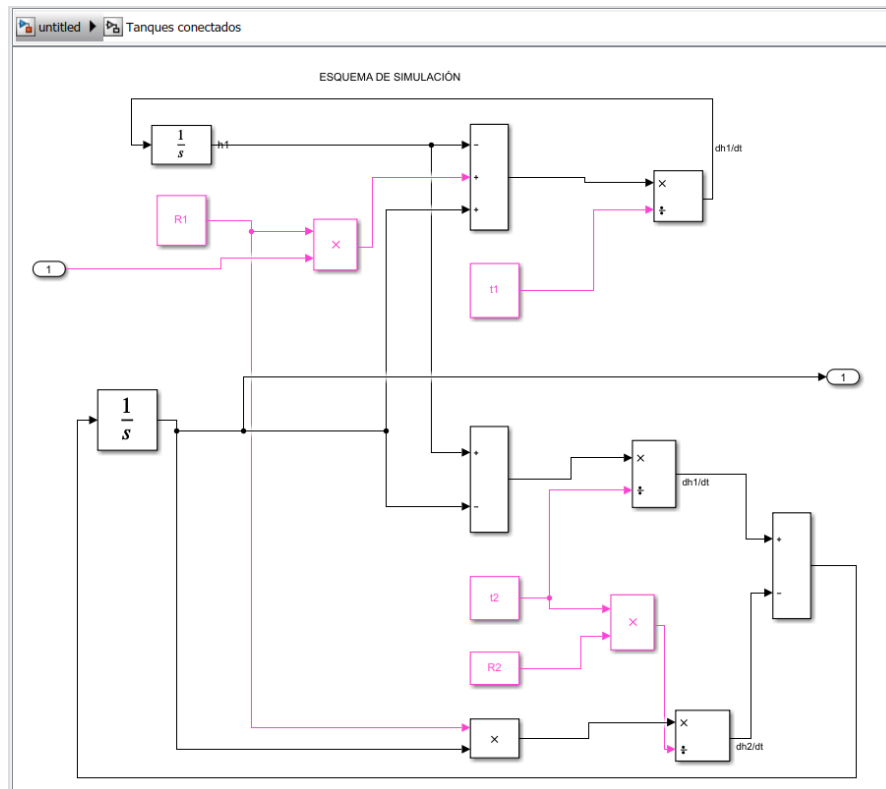 untitled Tanques conectados
ESQUEMA DE SIMULACIÓN
1
s
h1
-
+
+
dh1/dt
×
÷
R1
×
1
t1
1
1
s
+
-
×
÷
dh1/dt
+
-
t2
×
R2
×
×
÷
dh2/dt